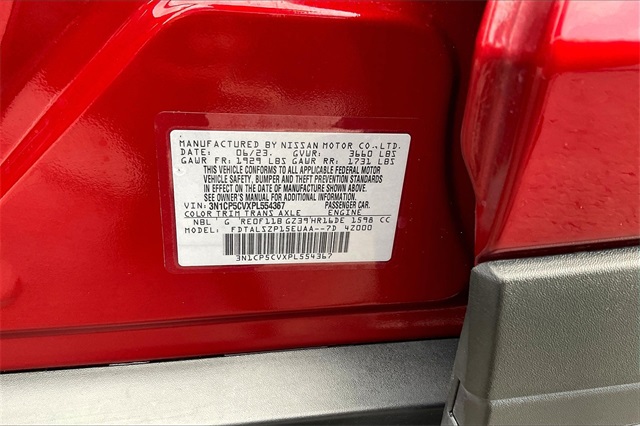 MANUFACTURED BY NISSAN MOTOR CO.,LTD.
DATE: 06/23 GVWR: 3660 LBS
GAWR FR: 1929 LBS GAWR RR: 1731 LBS
THIS VEHICLE CONFORMS TO ALL APPLICABLE FEDERAL
VEHICLE SAFETY, BUMPER AND THEFT PREVENTION STANDARDS
IN EFFECT ON THE DATE OF MANUFACTURE SHOWN ABOVE.
SEE OWNER'S MANUAL FOR ADDITIONAL INFORMATION
VIN: 3N1CP5CVXPL554367 PASSENGER CAR
COLOR TRIM TRANS AXLE ENGINE
NBL G RE0F11B GZ39 HR16DE 1598 CC
MODEL: FDTALSZP15EUAA--7D 4Z000
3N1CP5CVXPL554367